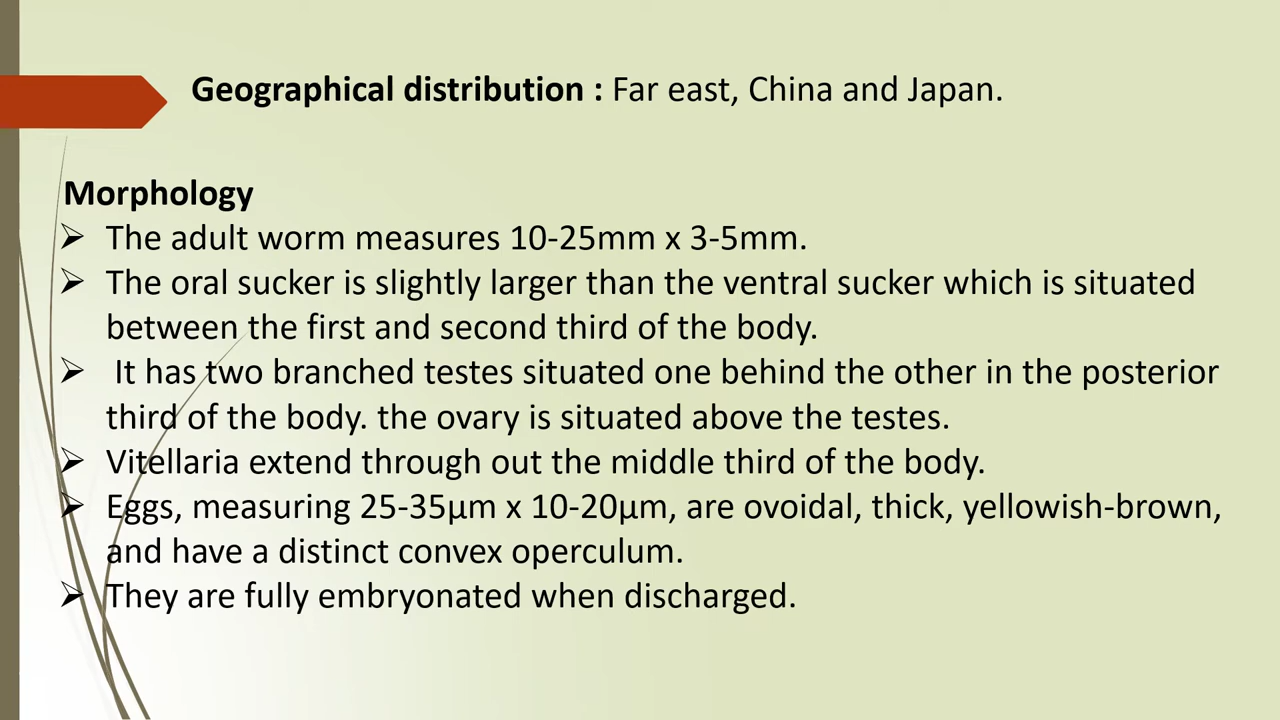 Geographical distribution : Far east, China and Japan.
Morphology
➢ The adult worm measures 10-25mm x 3-5mm.
➢ The oral sucker is slightly larger than the ventral sucker which is situated
between the first and second third of the body.
➢ It has two branched testes situated one behind the other in the posterior
third of the body. the ovary is situated above the testes.
➢ Vitellaria extend through out the middle third of the body.
➢ Eggs, measuring 25-35µm x 10-20µm, are ovoidal, thick, yellowish-brown,
and have a distinct convex operculum.
➢ They are fully embryonated when discharged.